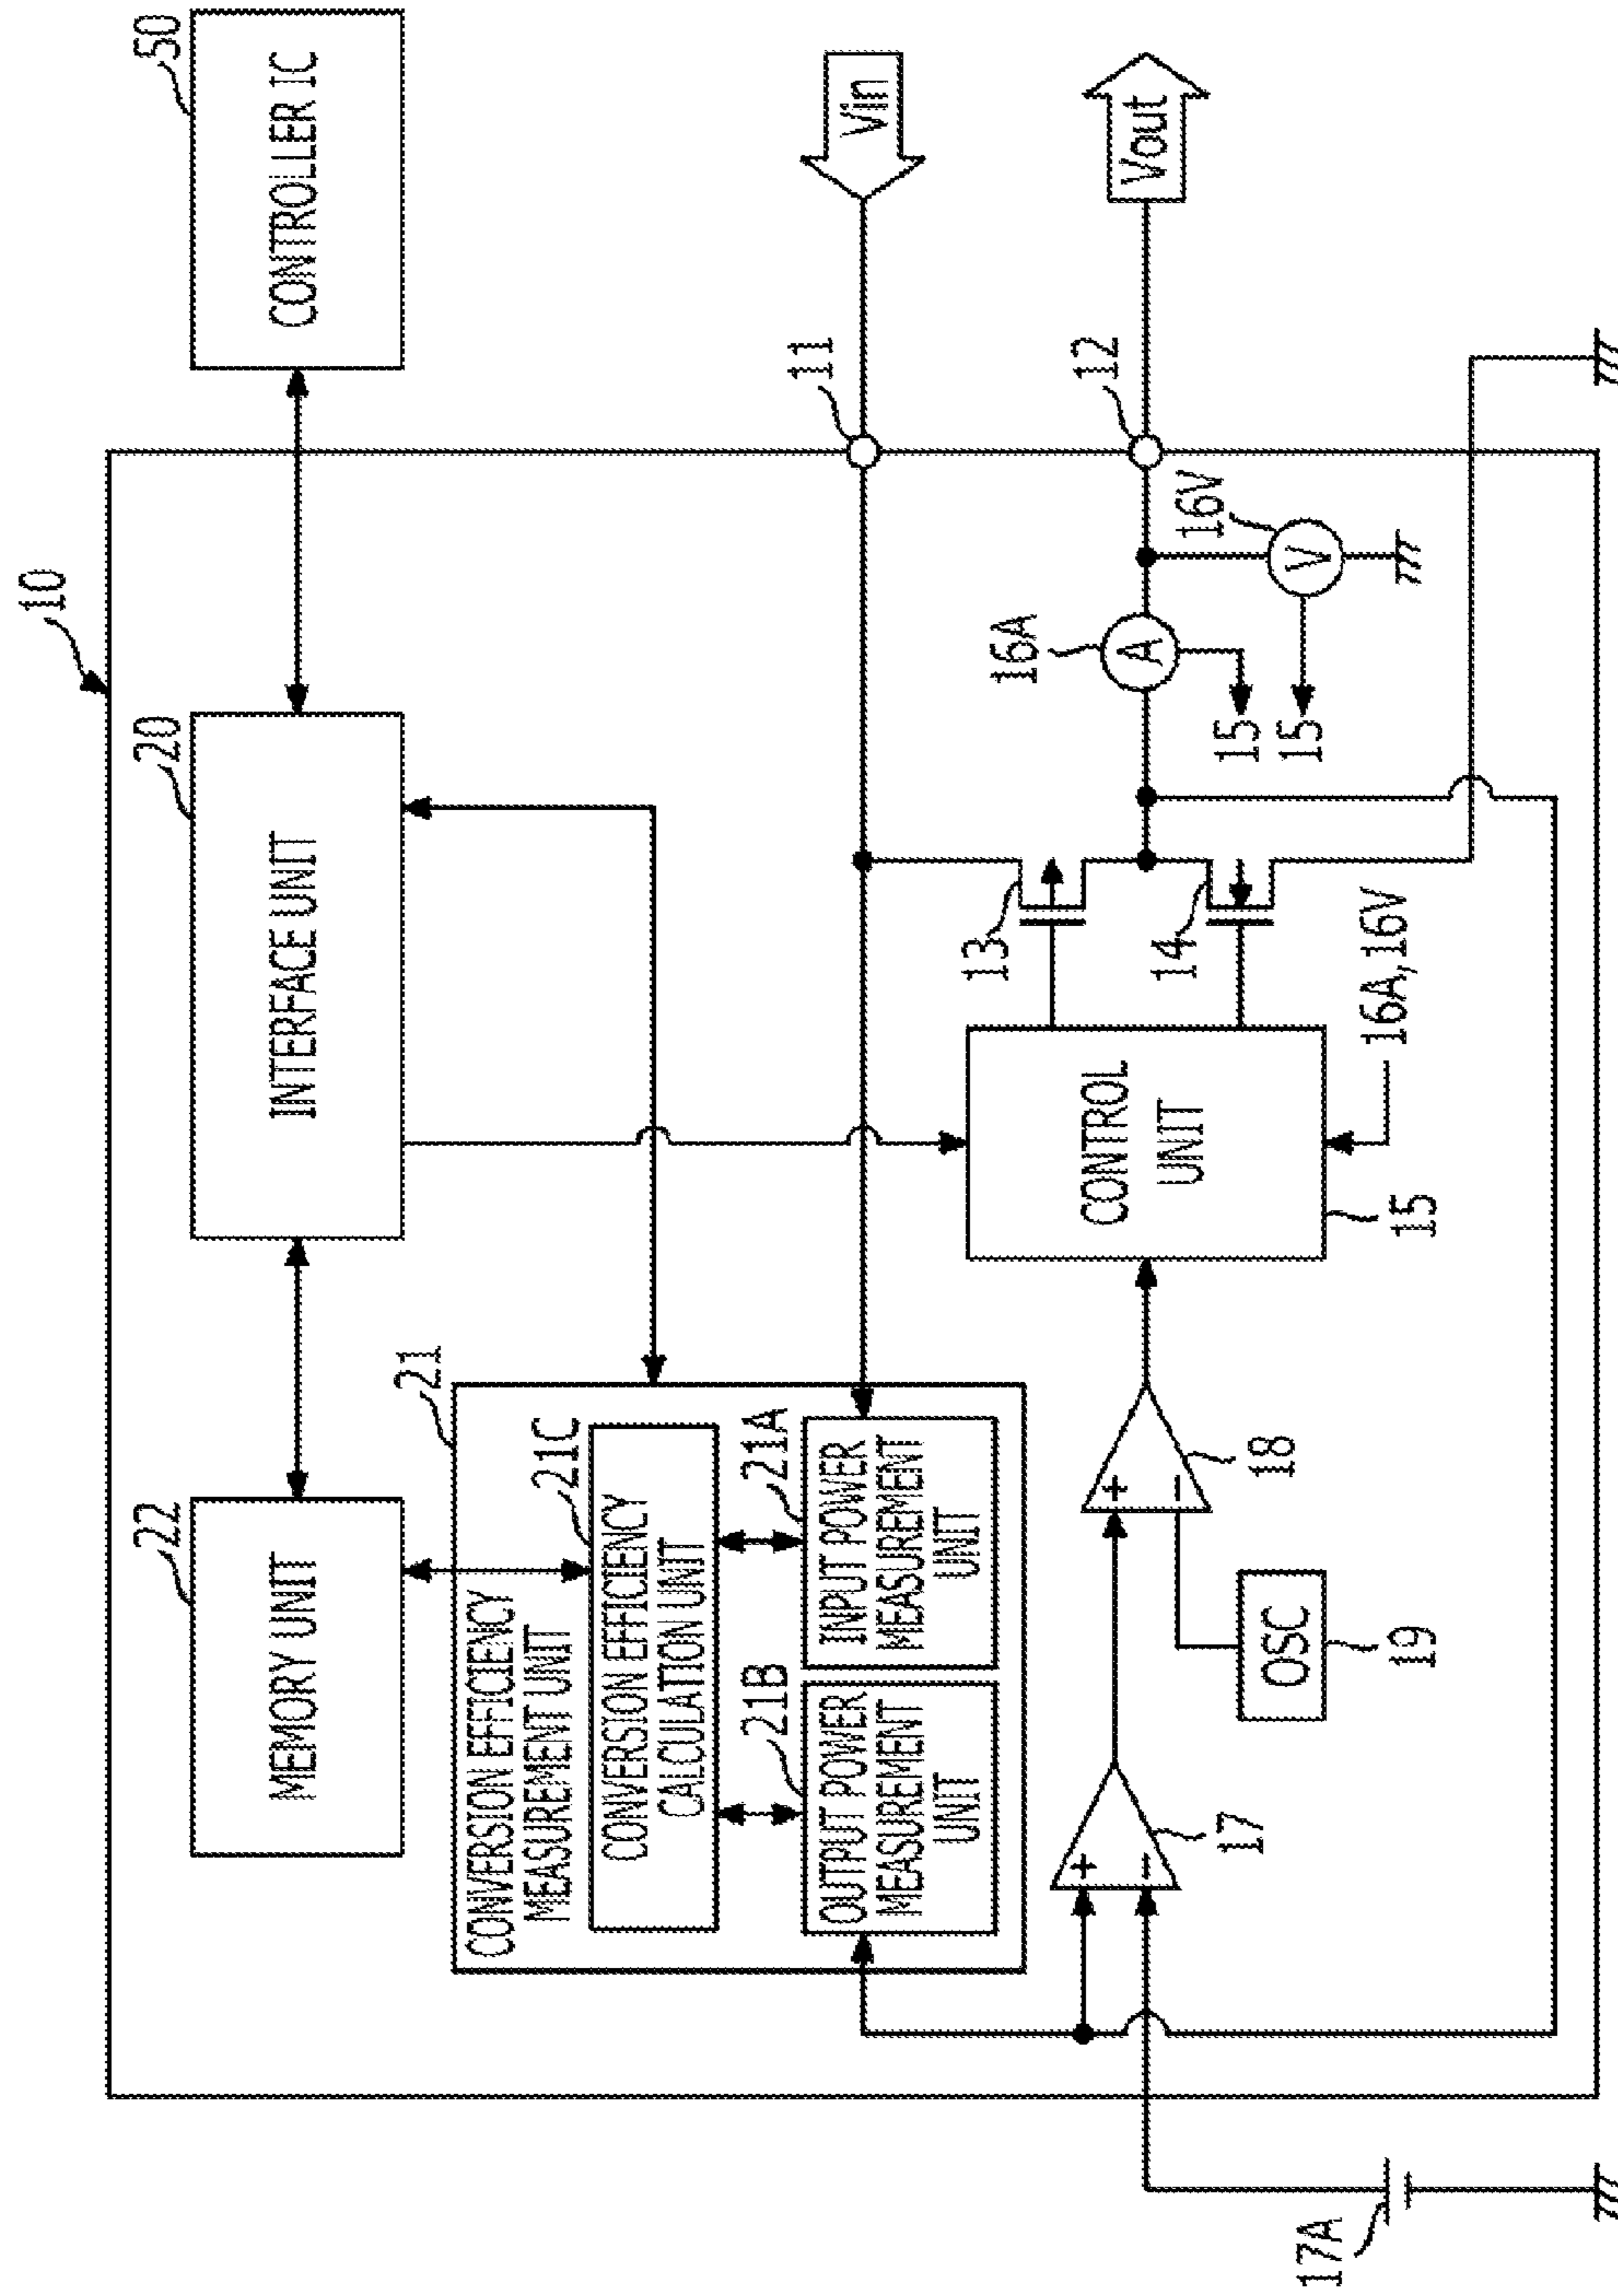 10
22
MEMORY UNIT
20
INTERFACE UNIT
50
CONTROLLER IC
21
CONVERSION EFFICIENCY
MEASUREMENT UNIT
21C
CONVERSION EFFICIENCY
CALCULATION UNIT
21B
OUTPUT POWER
MEASUREMENT
UNIT
21A
INPUT POWER
MEASUREMENT
UNIT
11
Vin
12
Vout
13
14
16A
A
16V
V
15
15
CONTROL
UNIT
15
16A,16V
+
−
17
+
−
18
OSC
19
17A